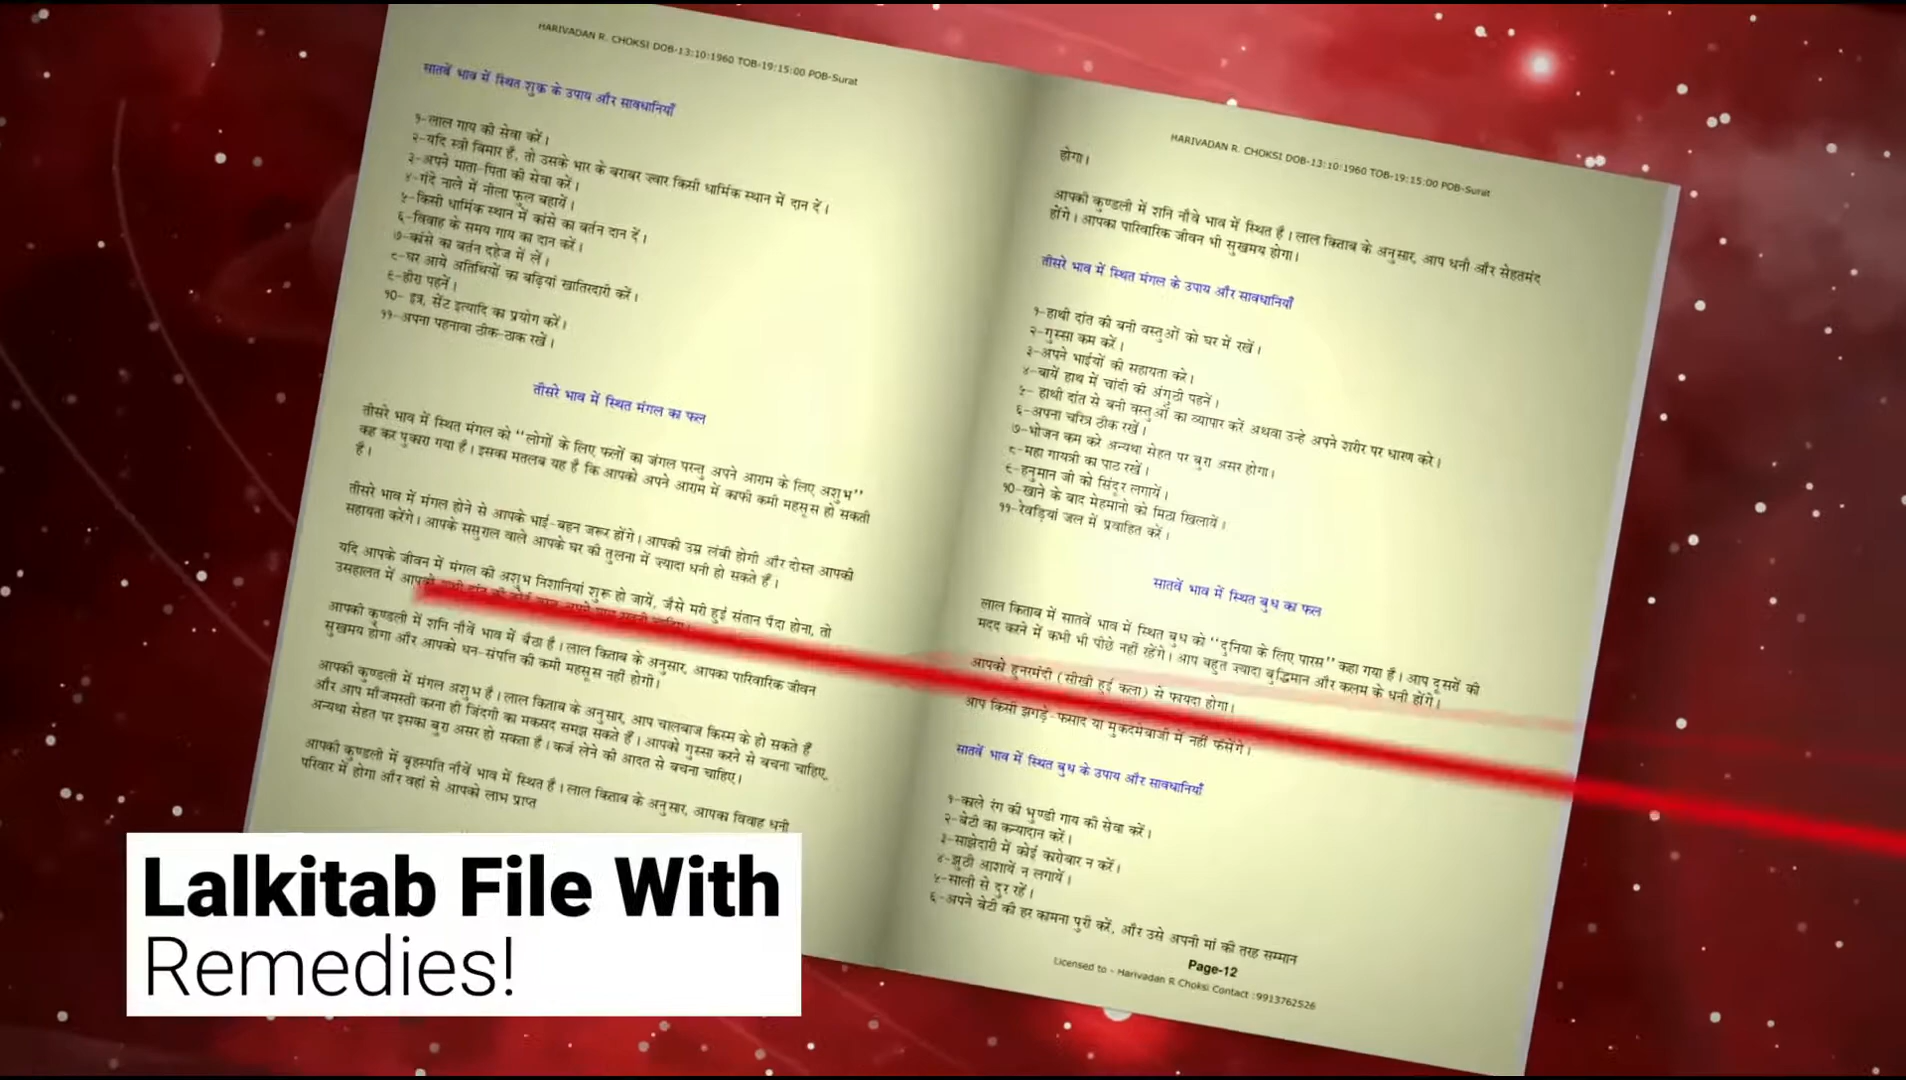 HARIVADAN R. CHOKSI DOB-13:10:1960 TOB-19:15:00 POB-Surat
सातवें भाव में स्थित शुक्र के उपाय और सावधानियाँ
१-लाल गाय की सेवा करें।
२-यदि स्त्री बिमार है, तो उसके भार के बराबर ज्वार किसी धार्मिक स्थान में दान दें।
३-अपने माता-पिता की सेवा करें।
४-गंदे नाले में नीला फुल बहायें।
५-किसी धार्मिक स्थान में कांसे का बर्तन दान दें।
६-विवाह के समय गाय का दान करें।
७-कांसे का बर्तन दहेज में लें।
८-घर आये अतिथियों का बढ़ियां खातिरदारी करें।
९-हीरा पहनें।
१०- इत्र, सेंट इत्यादि का प्रयोग करें।
११-अपना पहनावा ठीक-ठाक रखें।
तीसरे भाव में स्थित मंगल का फल
तीसरे भाव में स्थित मंगल को "लोगों के लिए फलों का जंगल परन्तु अपने आराम के लिए अशुभ"
कह कर पुकारा गया है। इसका मतलब यह है कि आपको अपने आराम में काफी कमी महसूस हो सकती
है।
तीसरे भाव में मंगल होने से आपके भाई-बहन जरूर होंगे। आपकी उम्र लंबी होगी और दोस्त आपकी
सहायता करेंगे। आपके ससुराल वाले आपके घर की तुलना में ज्यादा धनी हो सकते हैं।
यदि आपके जीवन में मंगल की अशुभ निशानियां शुरू हो जायें, जैसे मरी हुई संतान पैदा होना, तो
उसहालत में आपको
आपकी कुण्डली में शनि नौवें भाव में बैठा है। लाल किताब के अनुसार, आपका पारिवारिक जीवन
सुखमय होगा और आपको धन-संपत्ति की कमी महसूस नहीं होगी।
आपकी कुण्डली में मंगल अशुभ है। लाल किताब के अनुसार, आप चालबाज किस्म के हो सकते हैं
और आप मौजमस्ती करना ही जिंदगी का मकसद समझ सकते हैं। आपको गुस्सा करने से बचना चाहिए,
अन्यथा सेहत पर इसका बुरा असर हो सकता है। कर्ज लेने की आदत से बचना चाहिए।
आपकी कुण्डली में बृहस्पति नौवें भाव में स्थित है। लाल किताब के अनुसार, आपका विवाह धनी
परिवार में होगा और वहां से आपको लाभ प्राप्त
HARIVADAN R. CHOKSI DOB-13:10:1960 TOB-19:15:00 POB-Surat
होगा।
आपकी कुण्डली में शनि नौवे भाव में स्थित है। लाल किताब के अनुसार, आप धनी और सेहतमंद
होंगे। आपका पारिवारिक जीवन भी सुखमय होगा।
तीसरे भाव में स्थित मंगल के उपाय और सावधानियाँ
१-हाथी दांत की बनी वस्तुओं को घर में रखें।
२-गुस्सा कम करें।
३-अपने भाईयों की सहायता करे।
४-बायें हाथ में चांदी की अंगुठी पहनें।
५- हाथी दांत से बनी वस्तुओं का व्यापार करें अथवा उन्हे अपने शरीर पर धारण करे।
६-अपना चरित्र ठीक रखें।
७-भोजन कम करे अन्यथा सेहत पर बुरा असर होगा।
८-महा गायत्री का पाठ रखें।
९-हनुमान जी को सिंदूर लगायें।
१०-खाने के बाद मेहमानो को मिठा खिलायें।
११-रेवड़ियां जल में प्रवाहित करें।
सातवें भाव में स्थित बुध का फल
लाल किताब में सातवें भाव में स्थित बुध को "दुनिया के लिए पारस" कहा गया है। आप दूसरों की
मदद करने में कभी भी पीछे नहीं रहेंगे। आप बहुत ज्यादा बुद्धिमान और कलम के धनी होंगे।
आपको हुनरमंदी (सीखी हुई कला) से फायदा होगा।
आप किसी झगड़े-फसाद या मुकदमेबाजी में नहीं फंसेंगे।
सातवें भाव में स्थित बुध के उपाय और सावधानियाँ
१-काले रंग की भुण्डी गाय की सेवा करें।
२-बेटी का कन्यादान करें।
३-साझेदारी में कोई कारोबार न करें।
४-झुठी आशायें न लगायें।
५-साली से दुर रहें।
६-अपने बेटी की हर कामना पुरी करें, और उसे अपनी मां की तरह सम्मान
Page-12
Licensed to - Harivadan R Choksi Contact :9913762526
Lalkitab File With
Remedies!